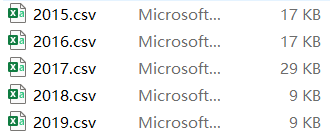 2015.csv Microsoft... 17 KB
2016.csv Microsoft... 17 KB
2017.csv Microsoft... 29 KB
2018.csv Microsoft... 9 KB
2019.csv Microsoft... 9 KB